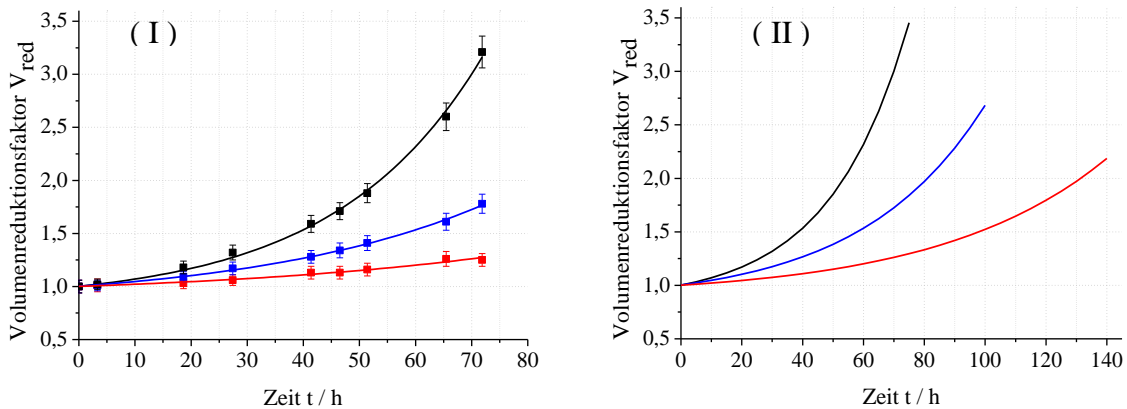 ( I )
Volumenreduktionsfaktor Vred
3,5
3,0
2,5
2,0
1,5
1,0
0,5
0 10 20 30 40 50 60 70 80
Zeit t / h
( II )
Volumenreduktionsfaktor Vred
3,5
3,0
2,5
2,0
1,5
1,0
0,5
0 20 40 60 80 100 120 140
Zeit t / h